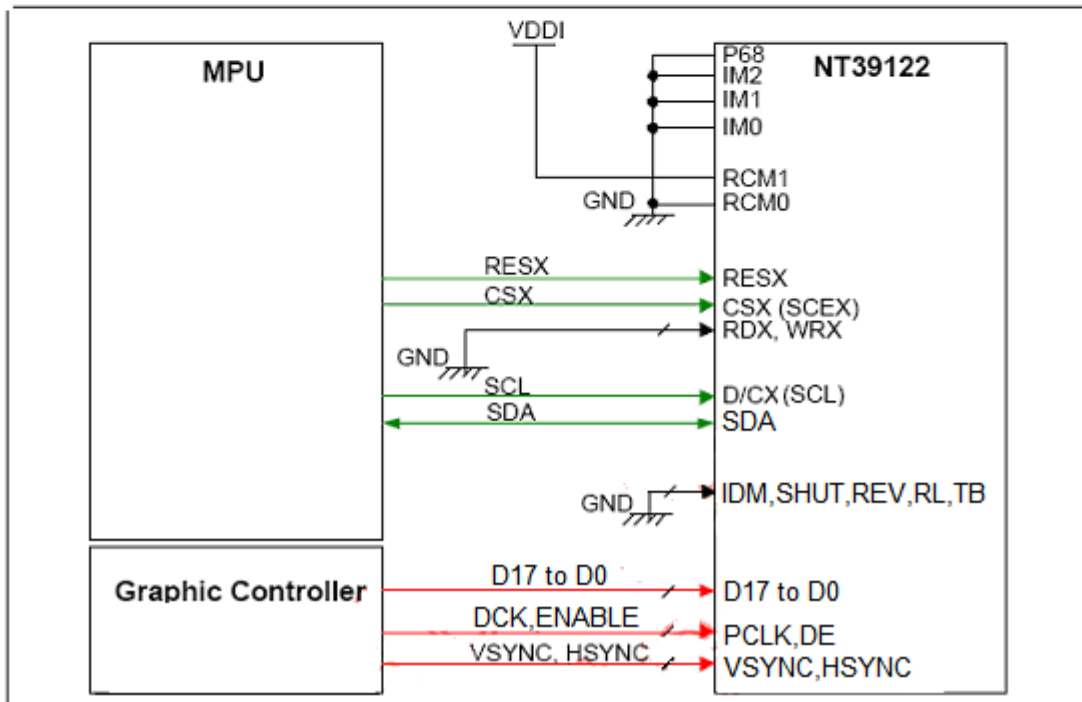 VDDI
MPU
P68
NT39122
IM2
IM1
IM0
RCM1
GND
RCM0
RESX
RESX
CSX
CSX (SCEX)
RDX, WRX
GND
SCL
D/CX (SCL)
SDA
SDA
IDM,SHUT,REV,RL,TB
GND
D17 to D0
Graphic Controller
D17 to D0
DCK,ENABLE
PCLK,DE
VSYNC, HSYNC
VSYNC,HSYNC